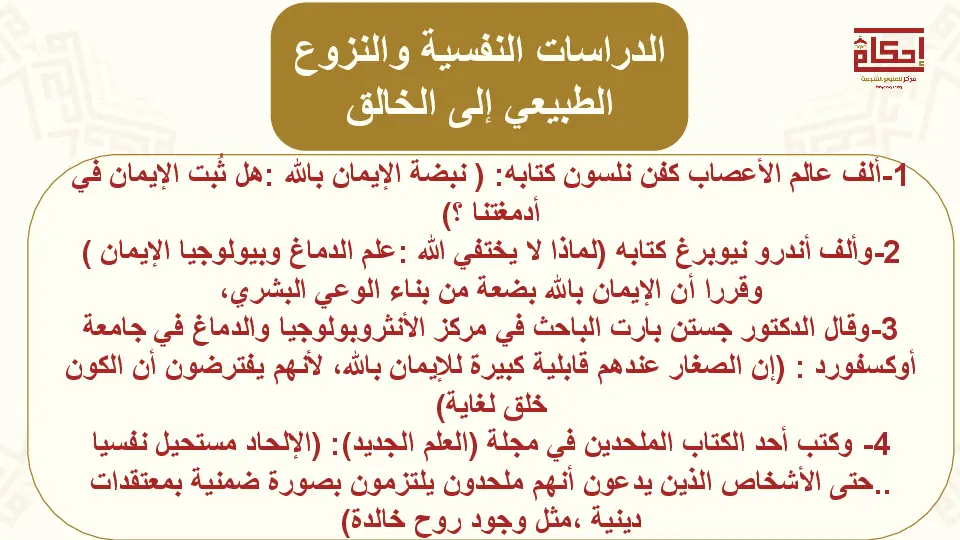 الدراسات النفسية والنزوع
الطبيعي إلى الخالق
إحكام
مركز للعلوم الشرعية
1-ألف عالم الأعصاب كفن نلسون كتابه: ( نبضة الإيمان بالله :هل ثُبت الإيمان في
أدمغتنا ؟)
2-وألف أندرو نيوبرغ كتابه (لماذا لا يختفي الله :علم الدماغ وبيولوجيا الإيمان )
وقررا أن الإيمان بالله بضعة من بناء الوعي البشري،
3-وقال الدكتور جستن بارت الباحث في مركز الأنثروبولوجيا والدماغ في جامعة
أوكسفورد : (إن الصغار عندهم قابلية كبيرة للإيمان بالله، لأنهم يفترضون أن الكون
خلق لغاية)
4- وكتب أحد الكتاب الملحدين في مجلة (العلم الجديد): (الإلحاد مستحيل نفسيا
..حتى الأشخاص الذين يدعون أنهم ملحدون يلتزمون بصورة ضمنية بمعتقدات
دينية ،مثل وجود روح خالدة)